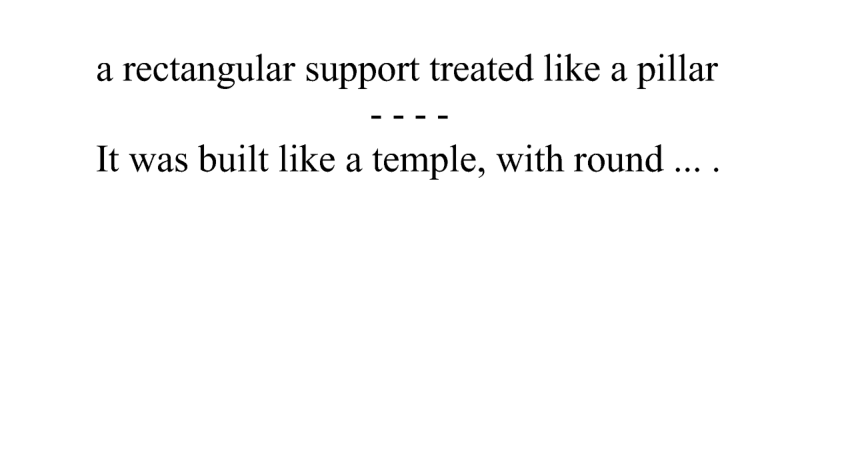 a rectangular support treated like a pillar
- - - -
It was built like a temple, with round ... .